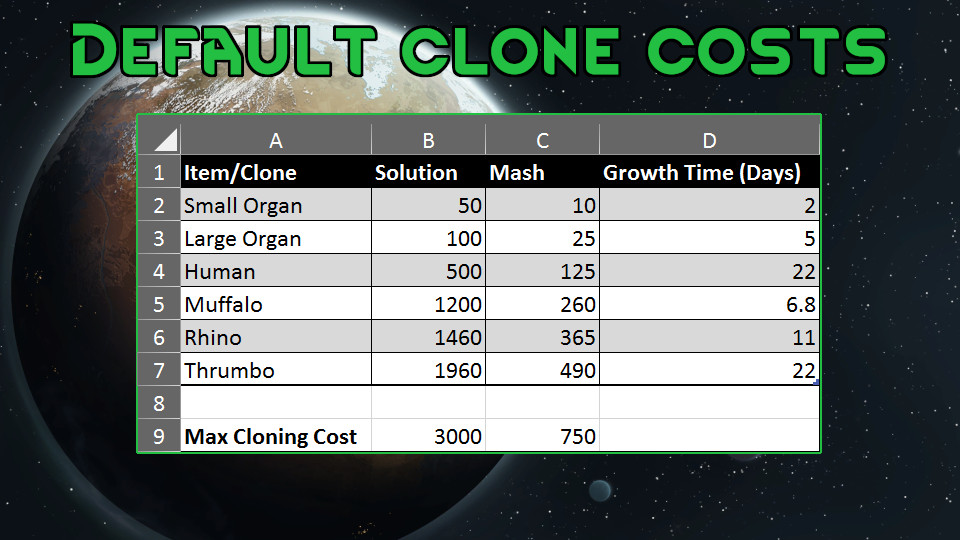 DEFAULT CLONE COSTS
A B C D
1 Item/Clone Solution Mash Growth Time (Days)
2 Small Organ 50 10 2
3 Large Organ 100 25 5
4 Human 500 125 22
5 Muffalo 1200 260 6.8
6 Rhino 1460 365 11
7 Thrumbo 1960 490 22
8
9 Max Cloning Cost 3000 750